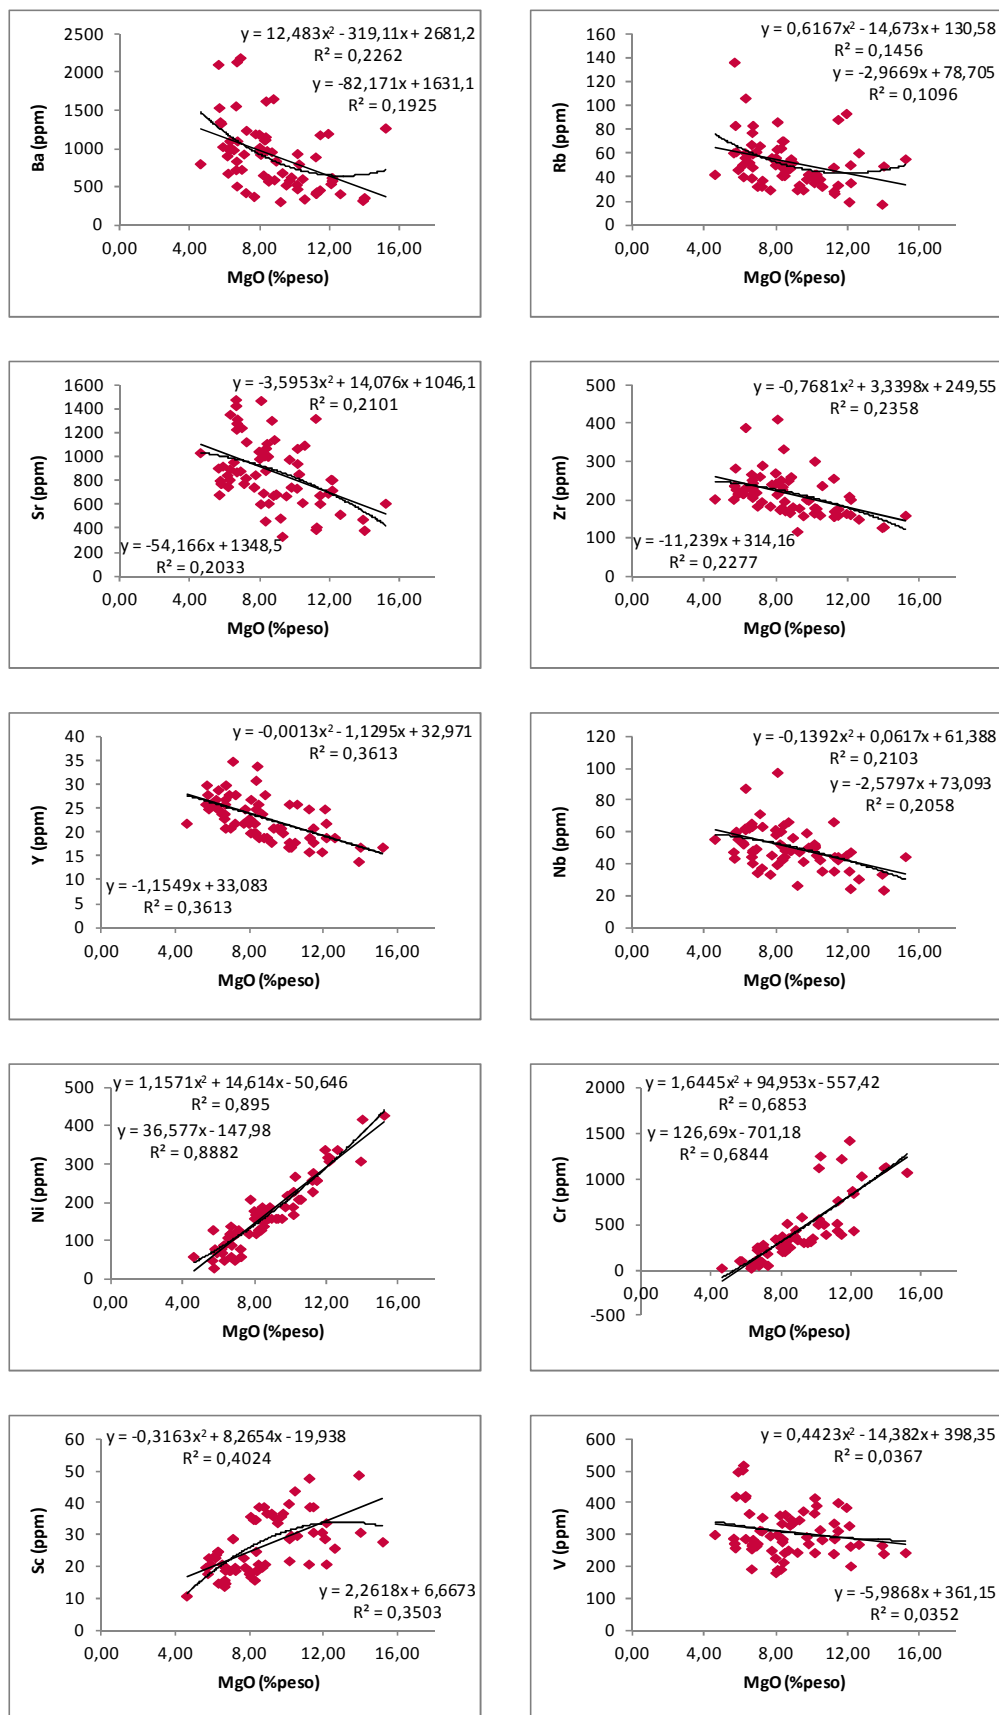 y = 12,483x² - 319,11x + 2681,2
R² = 0,2262
y = -82,171x + 1631,1
R² = 0,1925
2500
2000
1500
1000
500
0
0,00 4,00 8,00 12,00 16,00
Ba (ppm)
MgO (%peso)
y = 0,6167x² - 14,673x + 130,58
R² = 0,1456
y = -2,9669x + 78,705
R² = 0,1096
160
140
120
100
80
60
40
20
0
0,00 4,00 8,00 12,00 16,00
Rb (ppm)
MgO (%peso)
y = -3,5953x² + 14,076x + 1046,1
R² = 0,2101
y = -54,166x + 1348,5
R² = 0,2033
1600
1400
1200
1000
800
600
400
200
0
0,00 4,00 8,00 12,00 16,00
Sr (ppm)
MgO (%peso)
y = -0,7681x² + 3,3398x + 249,55
R² = 0,2358
y = -11,239x + 314,16
R² = 0,2277
500
400
300
200
100
0
0,00 4,00 8,00 12,00 16,00
Zr (ppm)
MgO (%peso)
y = -0,0013x² - 1,1295x + 32,971
R² = 0,3613
y = -1,1549x + 33,083
R² = 0,3613
40
35
30
25
20
15
10
5
0
0,00 4,00 8,00 12,00 16,00
Y (ppm)
MgO (%peso)
y = -0,1392x² + 0,0617x + 61,388
R² = 0,2103
y = -2,5797x + 73,093
R² = 0,2058
120
100
80
60
40
20
0
0,00 4,00 8,00 12,00 16,00
Nb (ppm)
MgO (%peso)
y = 1,1571x² + 14,614x - 50,646
R² = 0,895
y = 36,577x - 147,98
R² = 0,8882
500
400
300
200
100
0
0,00 4,00 8,00 12,00 16,00
Ni (ppm)
MgO (%peso)
y = 1,6445x² + 94,953x - 557,42
R² = 0,6853
y = 126,69x - 701,18
R² = 0,6844
2000
1500
1000
500
0
-500
0,00 4,00 8,00 12,00 16,00
Cr (ppm)
MgO (%peso)
y = -0,3163x² + 8,2654x - 19,938
R² = 0,4024
y = 2,2618x + 6,6673
R² = 0,3503
60
50
40
30
20
10
0
0,00 4,00 8,00 12,00 16,00
Sc (ppm)
MgO (%peso)
y = 0,4423x² - 14,382x + 398,35
R² = 0,0367
y = -5,9868x + 361,15
R² = 0,0352
600
500
400
300
200
100
0
0,00 4,00 8,00 12,00 16,00
V (ppm)
MgO (%peso)